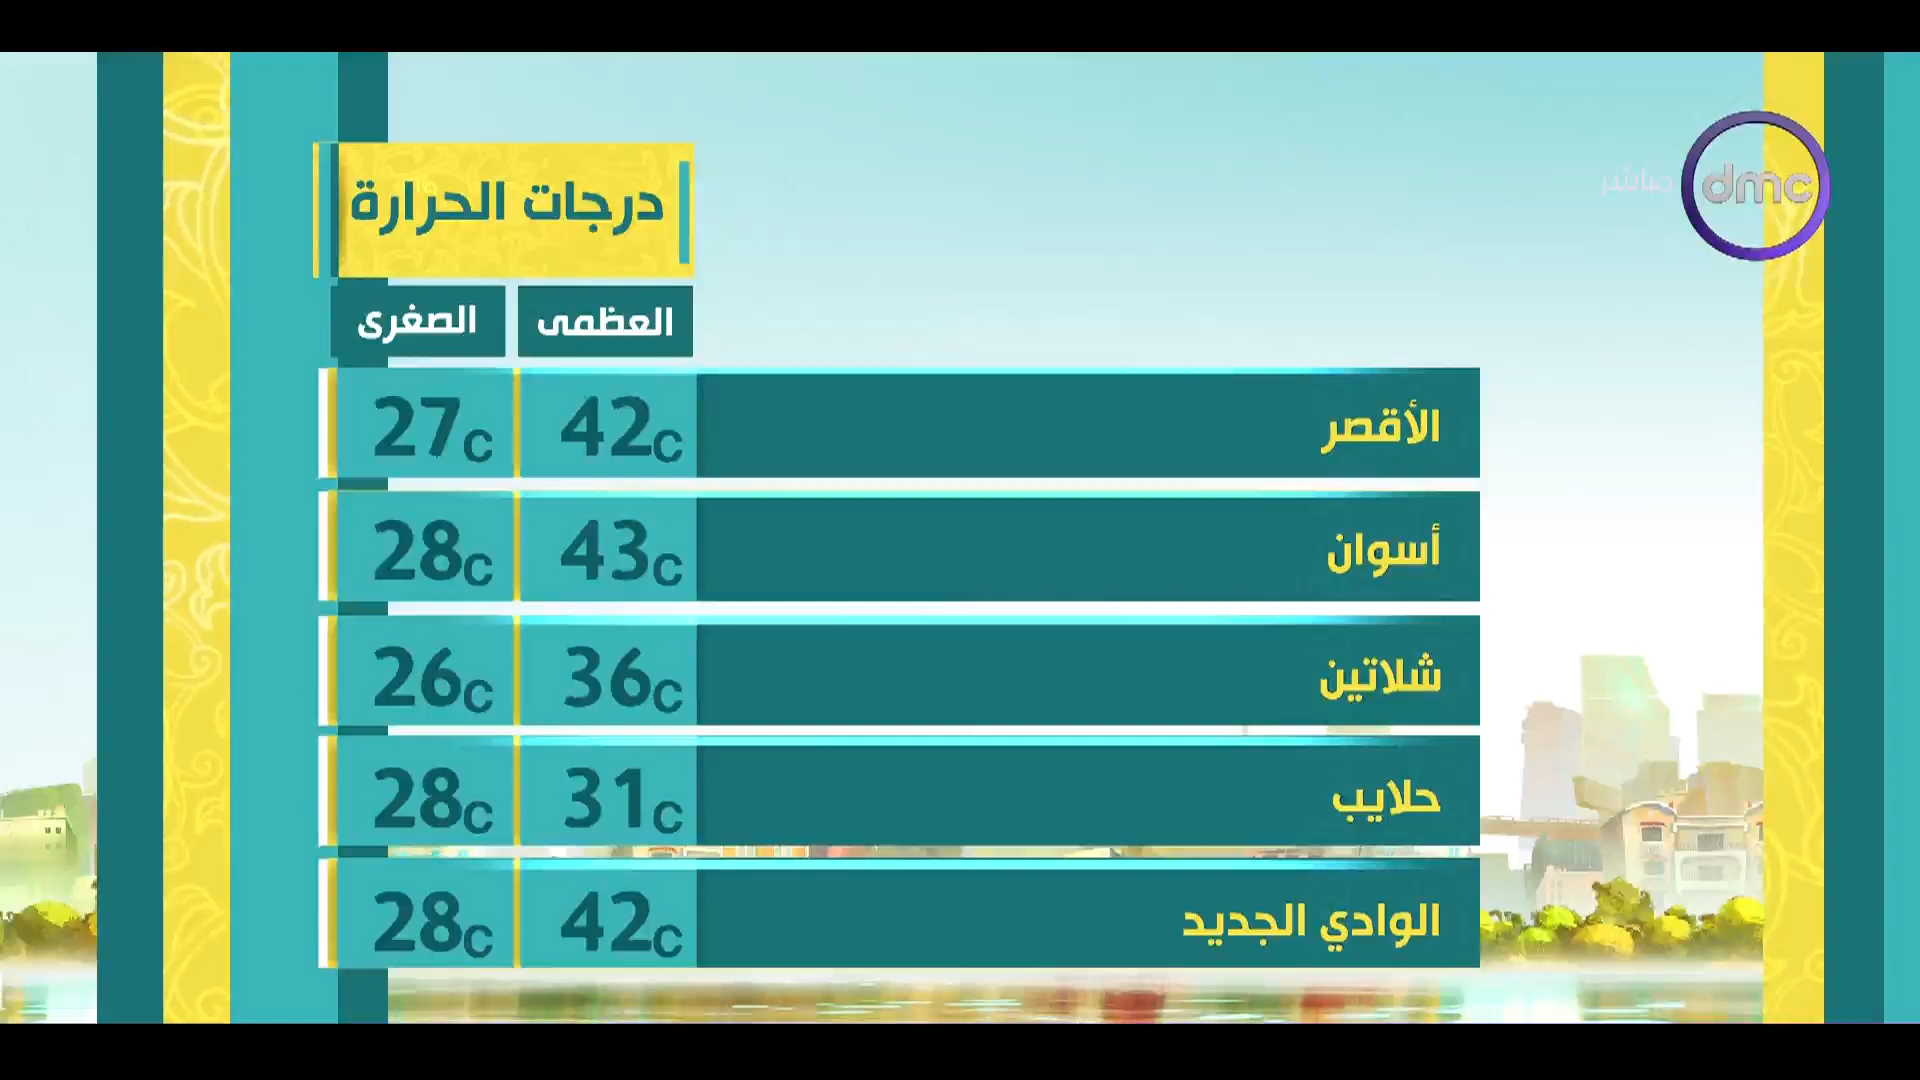 dmc مباشر
درجات الحرارة
العظمى الصغرى
الأقصر 42c 27c
أسوان 43c 28c
شلاتين 36c 26c
حلايب 31c 28c
الوادي الجديد 42c 28c